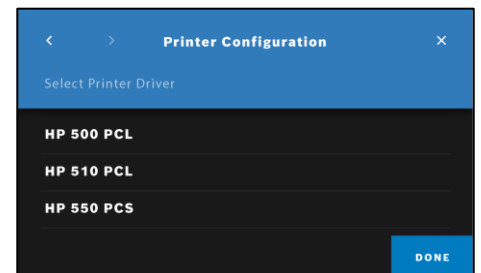 Printer Configuration
Select Printer Driver
HP 500 PCL
HP 510 PCL
HP 550 PCS
DONE